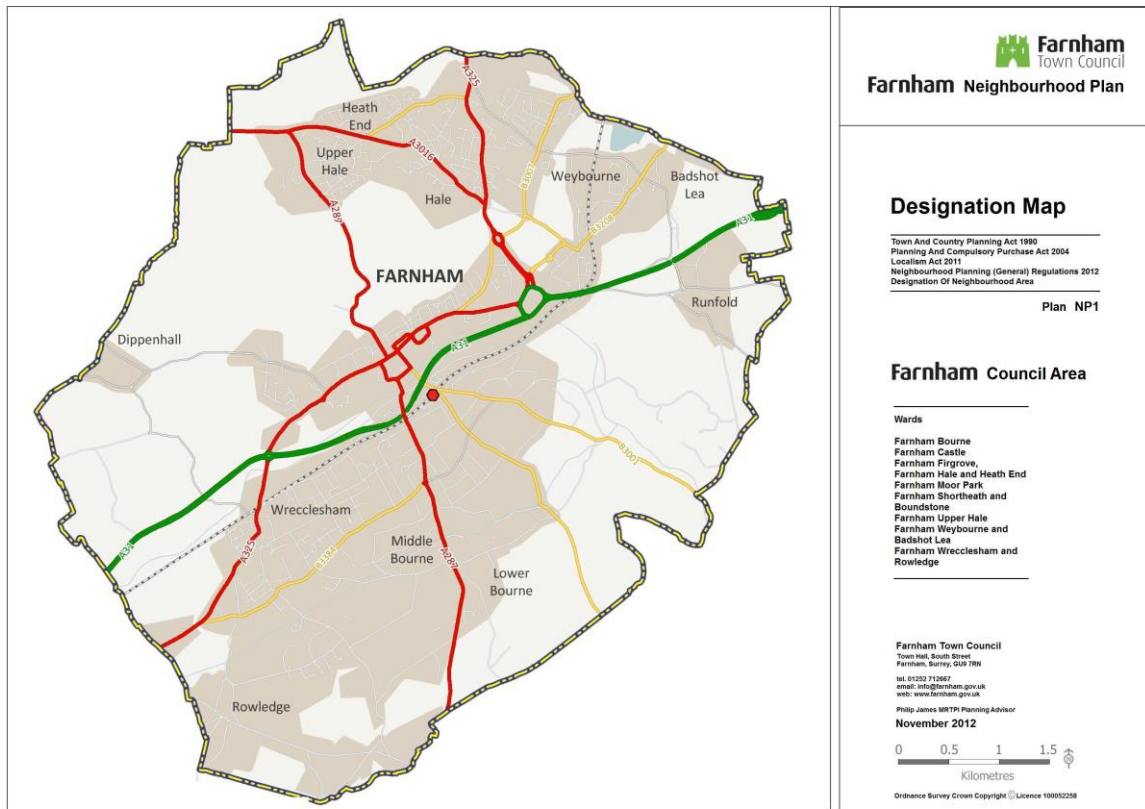 A325
Heath
End
Upper
Hale
A3016
Hale
B3007
Weybourne
Badshot
Lea
A287
B3208
A31
FARNHAM
Runfold
Dippenhall
A31
B3001
Wrecclesham
A31
A325
B3384
Middle
Bourne
A287
Lower
Bourne
Rowledge
Farnham
Town Council
Farnham Neighbourhood Plan
Designation Map
Town And Country Planning Act 1990
Planning And Compulsory Purchase Act 2004
Localism Act 2011
Neighbourhood Planning (General) Regulations 2012
Designation Of Neighbourhood Area
Plan NP1
Farnham Council Area
Wards
Farnham Bourne
Farnham Castle
Farnham Firgrove,
Farnham Hale and Heath End
Farnham Moor Park
Farnham Shortheath and
Boundstone
Farnham Upper Hale
Farnham Weybourne and
Badshot Lea
Farnham Wrecclesham and
Rowledge
Farnham Town Council
Town Hall, South Street
Farnham, Surrey, GU9 7RN
tel. 01252 712667
email: info@farnham.gov.uk
web: www.farnham.gov.uk
Philip James MRTPI Planning Advisor
November 2012
0 0.5 1 1.5
Kilometres
Ordnance Survey Crown Copyright © Licence 100052258